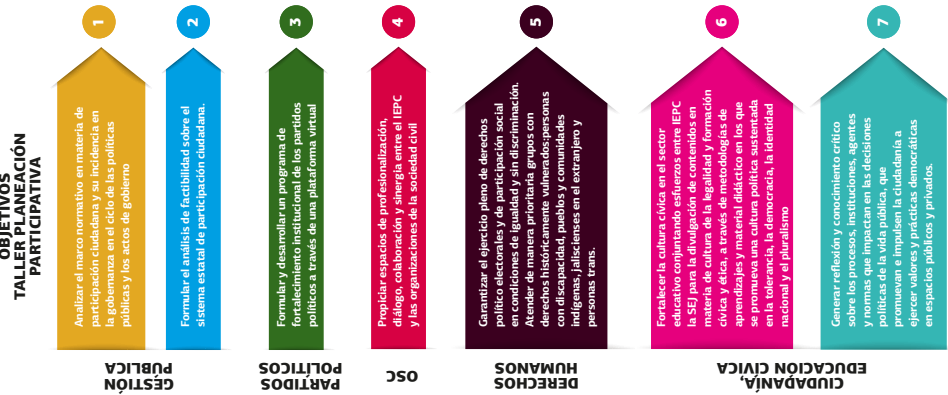 OBJETIVOS
TALLER PLANEACIÓN
PARTICIPATIVA
1
Analizar el marco normativo en materia de
participación ciudadana y su incidencia en
la gobernanza en el ciclo de las políticas
públicas y los actos de gobierno
2
Formular el análisis de factibilidad sobre el
sistema estatal de participación ciudadana.
GESTIÓN
PÚBLICA
3
Formular y desarrollar un programa de
fortalecimiento institucional de los partidos
políticos a través de una plataforma virtual
PARTIDOS
POLÍTICOS
4
Propiciar espacios de profesionalización,
diálogo, colaboración y sinergia entre el IEPC
y las organizaciones de la sociedad civil
OSC
5
Garantizar el ejercicio pleno de derechos
político electorales y de participación social
en condiciones de igualdad y sin discriminación.
Atender de manera prioritaria grupos con
derechos históricamente vulnerados:personas
con discapacidad, pueblos y comunidades
indígenas, jaliscienses en el extranjero y
personas trans.
DERECHOS
HUMANOS
6
Fortalecer la cultura cívica en el sector
educativo conjuntando esfuerzos entre IEPC
la SEJ para la divulgación de contenidos en
materia de cultura de la legalidad y formación
cívica y ética, a través de metodologías de
aprendizajes y material didáctico en los que
se promueva una cultura política sustentada
en la tolerancia, la democracia, la identidad
nacional y el pluralismo
7
Generar reflexión y conocimiento crítico
sobre los procesos, instituciones, agentes
y normas que impactan en las decisiones
políticas de la vida pública, que
promuevan e impulsen la ciudadanía a
ejercer valores y prácticas democráticas
en espacios públicos y privados.
CIUDADANÍA,
EDUCACIÓN CÍVICA